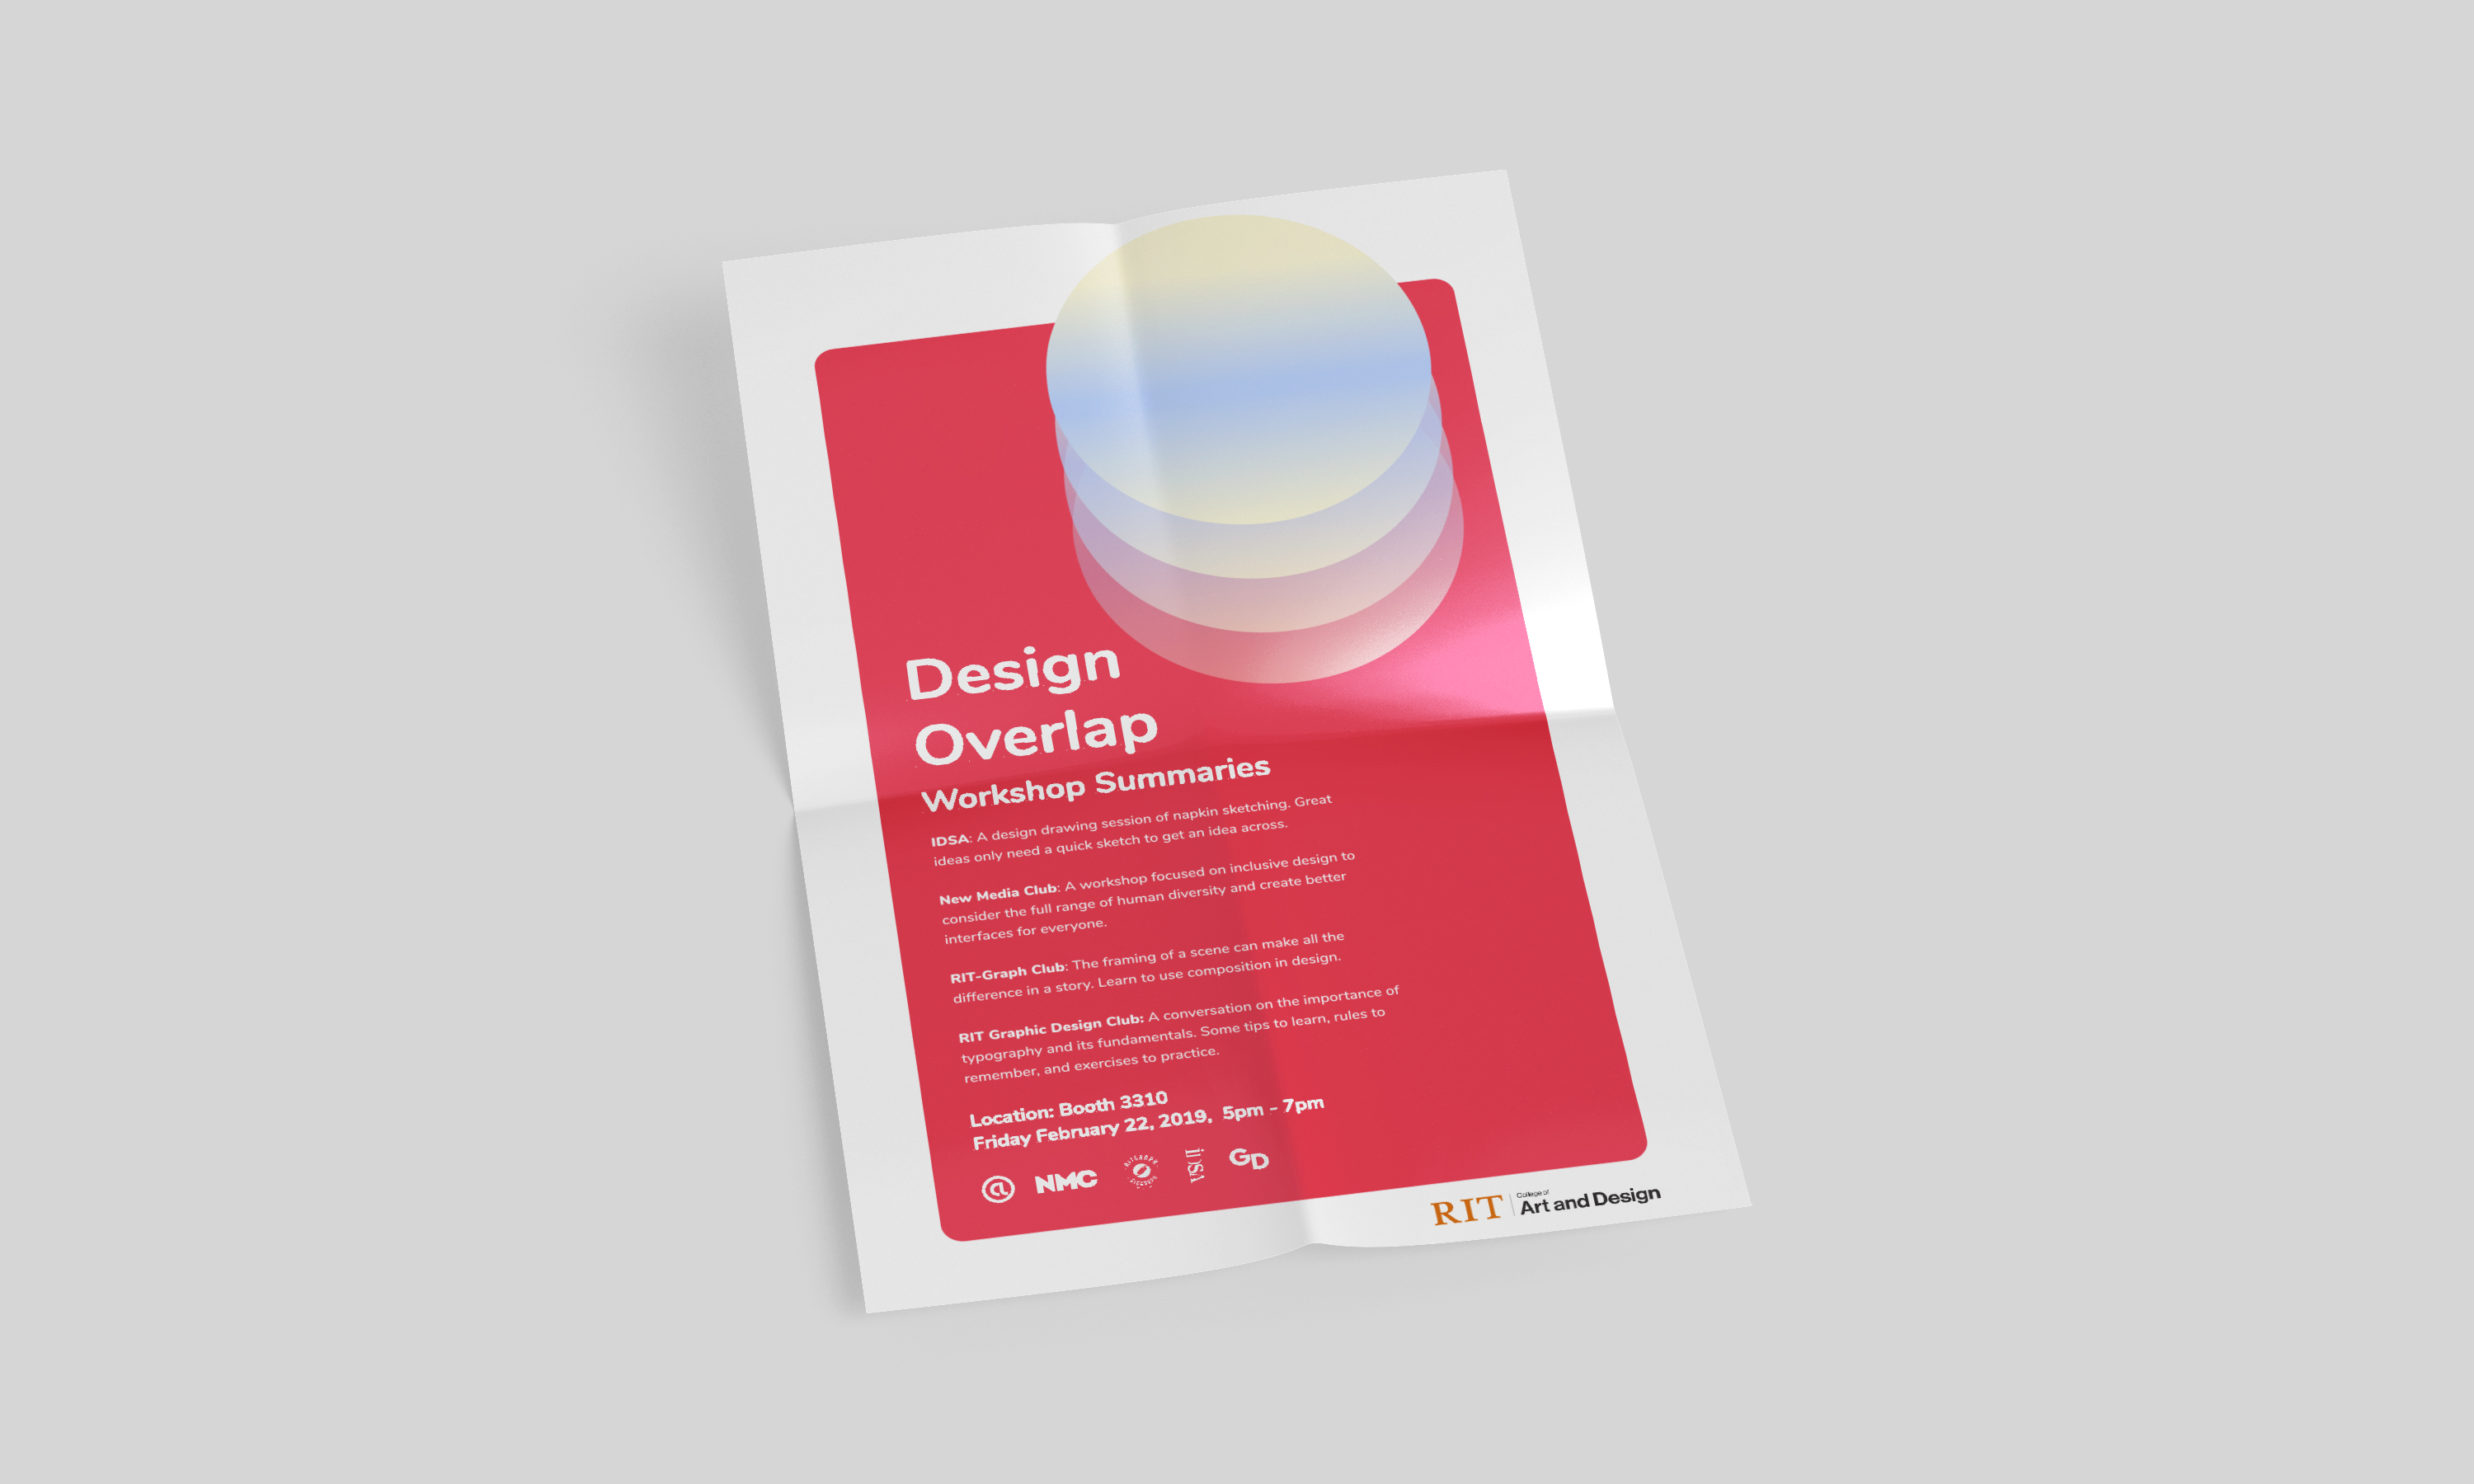 Design
Overlap
Workshop Summaries
IDSA: A design drawing session of napkin sketching. Great
ideas only need a quick sketch to get an idea across.
New Media Club: A workshop focused on inclusive design to
consider the full range of human diversity and create better
interfaces for everyone.
RIT-Graph Club: The framing of a scene can make all the
difference in a story. Learn to use composition in design.
RIT Graphic Design Club: A conversation on the importance of
typography and its fundamentals. Some tips to learn, rules to
remember, and exercises to practice.
Location: Booth 3310
Friday February 22, 2019, 5pm - 7pm
CL NMC IDSA GD
RIT College of
Art and Design